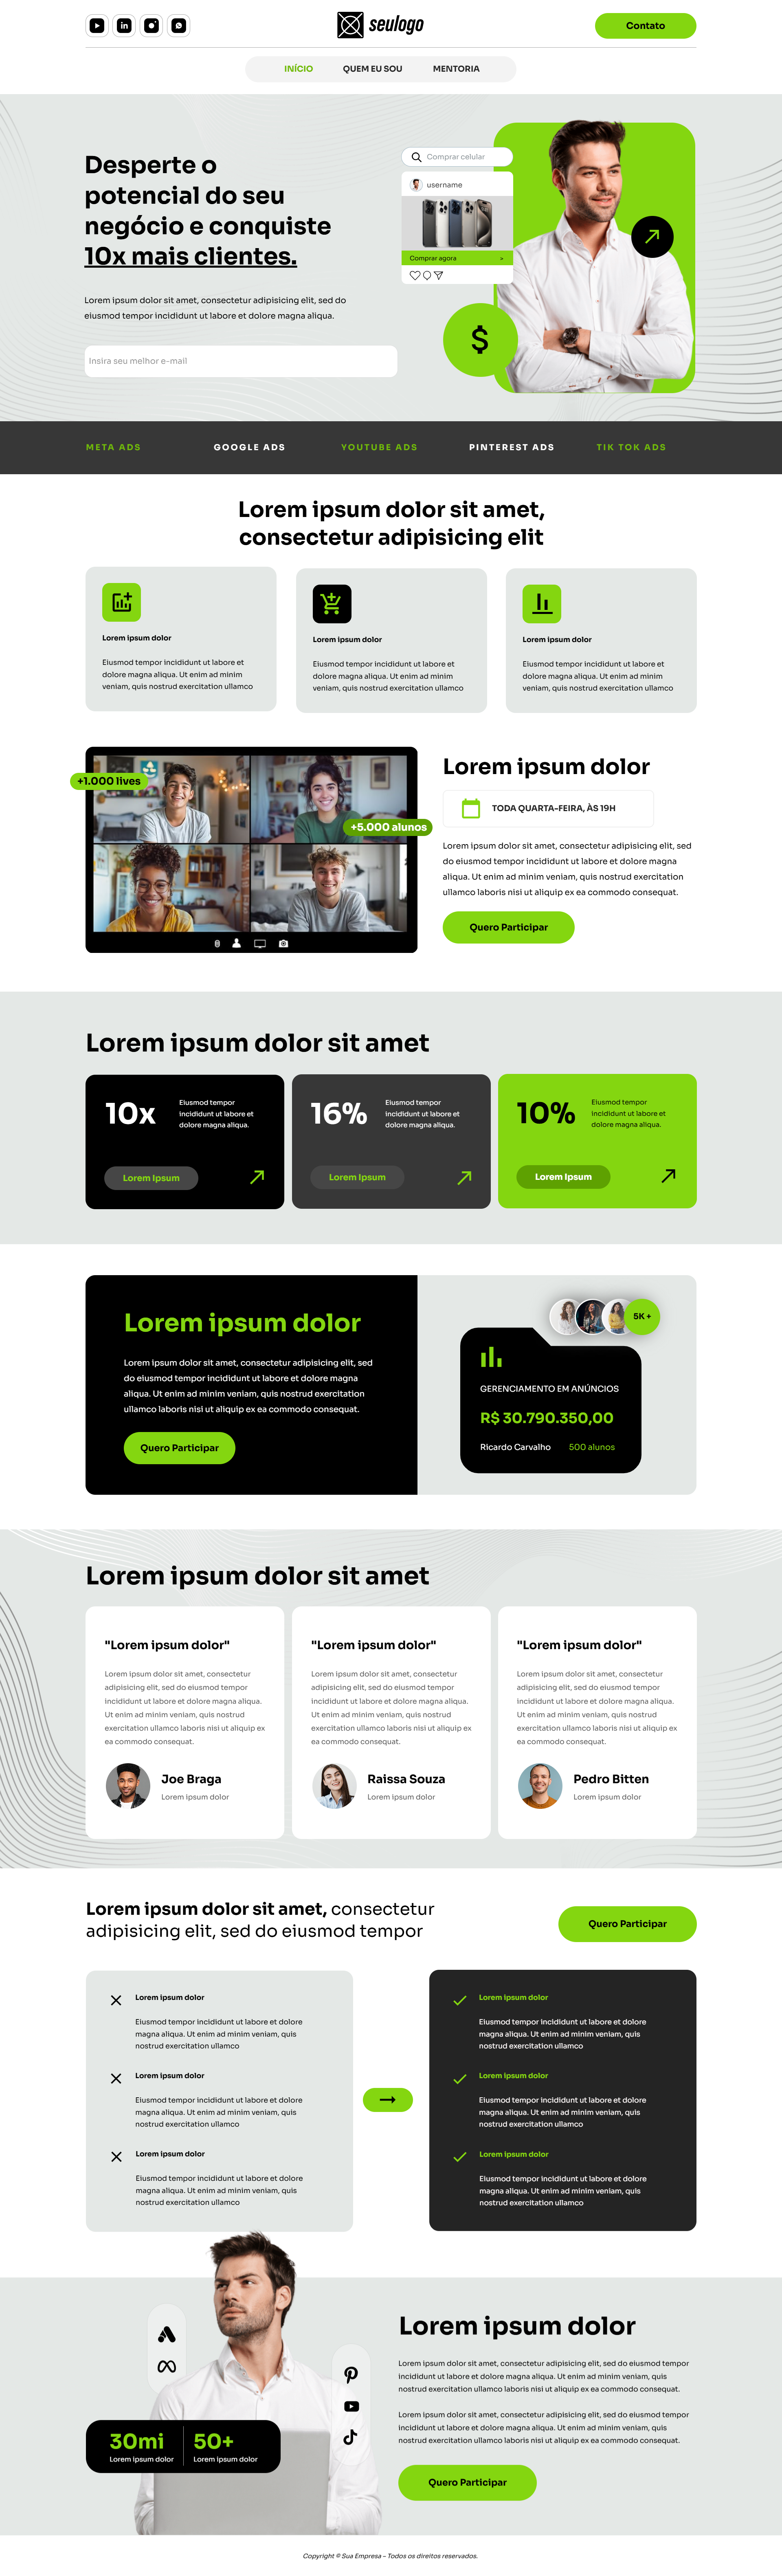 seulogo
Contato
INÍCIO QUEM EU SOU MENTORIA
Desperte o
potencial do seu
negócio e conquiste
10x mais clientes.
Lorem ipsum dolor sit amet, consectetur adipisicing elit, sed do
eiusmod tempor incididunt ut labore et dolore magna aliqua.
Insira seu melhor e-mail
Comprar celular
username
Comprar agora »
$
META ADS GOOGLE ADS YOUTUBE ADS PINTEREST ADS TIK TOK ADS
Lorem ipsum dolor sit amet,
consectetur adipisicing elit
Lorem ipsum dolor
Eiusmod tempor incididunt ut labore et
dolore magna aliqua. Ut enim ad minim
veniam, quis nostrud exercitation ullamco
Lorem ipsum dolor
Eiusmod tempor incididunt ut labore et
dolore magna aliqua. Ut enim ad minim
veniam, quis nostrud exercitation ullamco
Lorem ipsum dolor
Eiusmod tempor incididunt ut labore et
dolore magna aliqua. Ut enim ad minim
veniam, quis nostrud exercitation ullamco
+1.000 lives
+5.000 alunos
Lorem ipsum dolor
TODA QUARTA-FEIRA, ÀS 19H
Lorem ipsum dolor sit amet, consectetur adipisicing elit, sed
do eiusmod tempor incididunt ut labore et dolore magna
aliqua. Ut enim ad minim veniam, quis nostrud exercitation
ullamco laboris nisi ut aliquip ex ea commodo consequat.
Quero Participar
Lorem ipsum dolor sit amet
10x
Eiusmod tempor
incididunt ut labore et
dolore magna aliqua.
Lorem Ipsum
16%
Eiusmod tempor
incididunt ut labore et
dolore magna aliqua.
Lorem Ipsum
10%
Eiusmod tempor
incididunt ut labore et
dolore magna aliqua.
Lorem Ipsum
Lorem ipsum dolor
Lorem ipsum dolor sit amet, consectetur adipisicing elit, sed
do eiusmod tempor incididunt ut labore et dolore magna
aliqua. Ut enim ad minim veniam, quis nostrud exercitation
ullamco laboris nisi ut aliquip ex ea commodo consequat.
Quero Participar
5K +
GERENCIAMENTO EM ANÚNCIOS
R$ 30.790.350,00
Ricardo Carvalho 500 alunos
Lorem ipsum dolor sit amet
"Lorem ipsum dolor"
Lorem ipsum dolor sit amet, consectetur
adipisicing elit, sed do eiusmod tempor
incididunt ut labore et dolore magna aliqua.
Ut enim ad minim veniam, quis nostrud
exercitation ullamco laboris nisi ut aliquip ex
ea commodo consequat.
Joe Braga
Lorem ipsum dolor
"Lorem ipsum dolor"
Lorem ipsum dolor sit amet, consectetur
adipisicing elit, sed do eiusmod tempor
incididunt ut labore et dolore magna aliqua.
Ut enim ad minim veniam, quis nostrud
exercitation ullamco laboris nisi ut aliquip ex
ea commodo consequat.
Raissa Souza
Lorem ipsum dolor
"Lorem ipsum dolor"
Lorem ipsum dolor sit amet, consectetur
adipisicing elit, sed do eiusmod tempor
incididunt ut labore et dolore magna aliqua.
Ut enim ad minim veniam, quis nostrud
exercitation ullamco laboris nisi ut aliquip ex
ea commodo consequat.
Pedro Bitten
Lorem ipsum dolor
Lorem ipsum dolor sit amet, consectetur
adipisicing elit, sed do eiusmod tempor
Quero Participar
Lorem ipsum dolor
Eiusmod tempor incididunt ut labore et dolore
magna aliqua. Ut enim ad minim veniam, quis
nostrud exercitation ullamco
Lorem ipsum dolor
Eiusmod tempor incididunt ut labore et dolore
magna aliqua. Ut enim ad minim veniam, quis
nostrud exercitation ullamco
Lorem ipsum dolor
Eiusmod tempor incididunt ut labore et dolore
magna aliqua. Ut enim ad minim veniam, quis
nostrud exercitation ullamco
Lorem ipsum dolor
Eiusmod tempor incididunt ut labore et dolore
magna aliqua. Ut enim ad minim veniam, quis
nostrud exercitation ullamco
Lorem ipsum dolor
Eiusmod tempor incididunt ut labore et dolore
magna aliqua. Ut enim ad minim veniam, quis
nostrud exercitation ullamco
Lorem ipsum dolor
Eiusmod tempor incididunt ut labore et dolore
magna aliqua. Ut enim ad minim veniam, quis
nostrud exercitation ullamco
30mi
Lorem ipsum dolor
50+
Lorem ipsum dolor
Lorem ipsum dolor
Lorem ipsum dolor sit amet, consectetur adipisicing elit, sed do eiusmod tempor
incididunt ut labore et dolore magna aliqua. Ut enim ad minim veniam, quis
nostrud exercitation ullamco laboris nisi ut aliquip ex ea commodo consequat.
Lorem ipsum dolor sit amet, consectetur adipisicing elit, sed do eiusmod tempor
incididunt ut labore et dolore magna aliqua. Ut enim ad minim veniam, quis
nostrud exercitation ullamco laboris nisi ut aliquip ex ea commodo consequat.
Quero Participar
Copyright © Sua Empresa - Todos os direitos reservados.